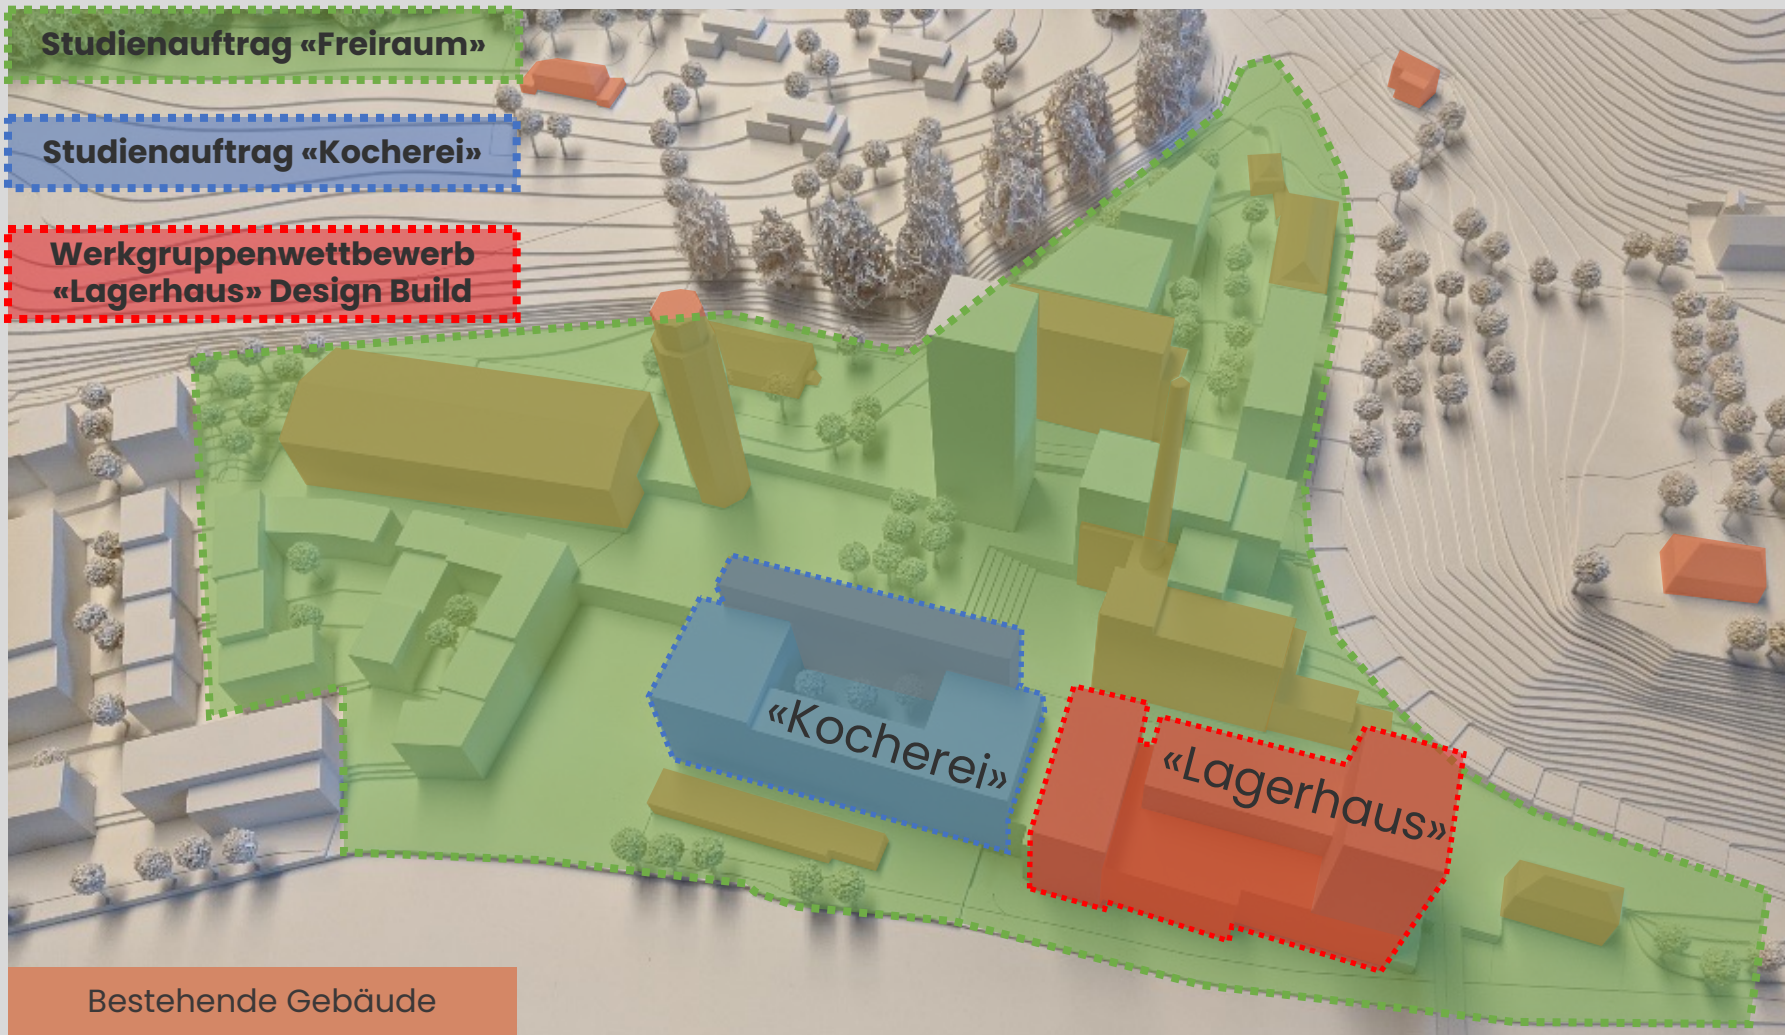 Studienauftrag «Freiraum»
Studienauftrag «Kocherei»
Werkgruppenwettbewerb
«Lagerhaus» Design Build
«Kocherei»
«Lagerhaus»
Bestehende Gebäude